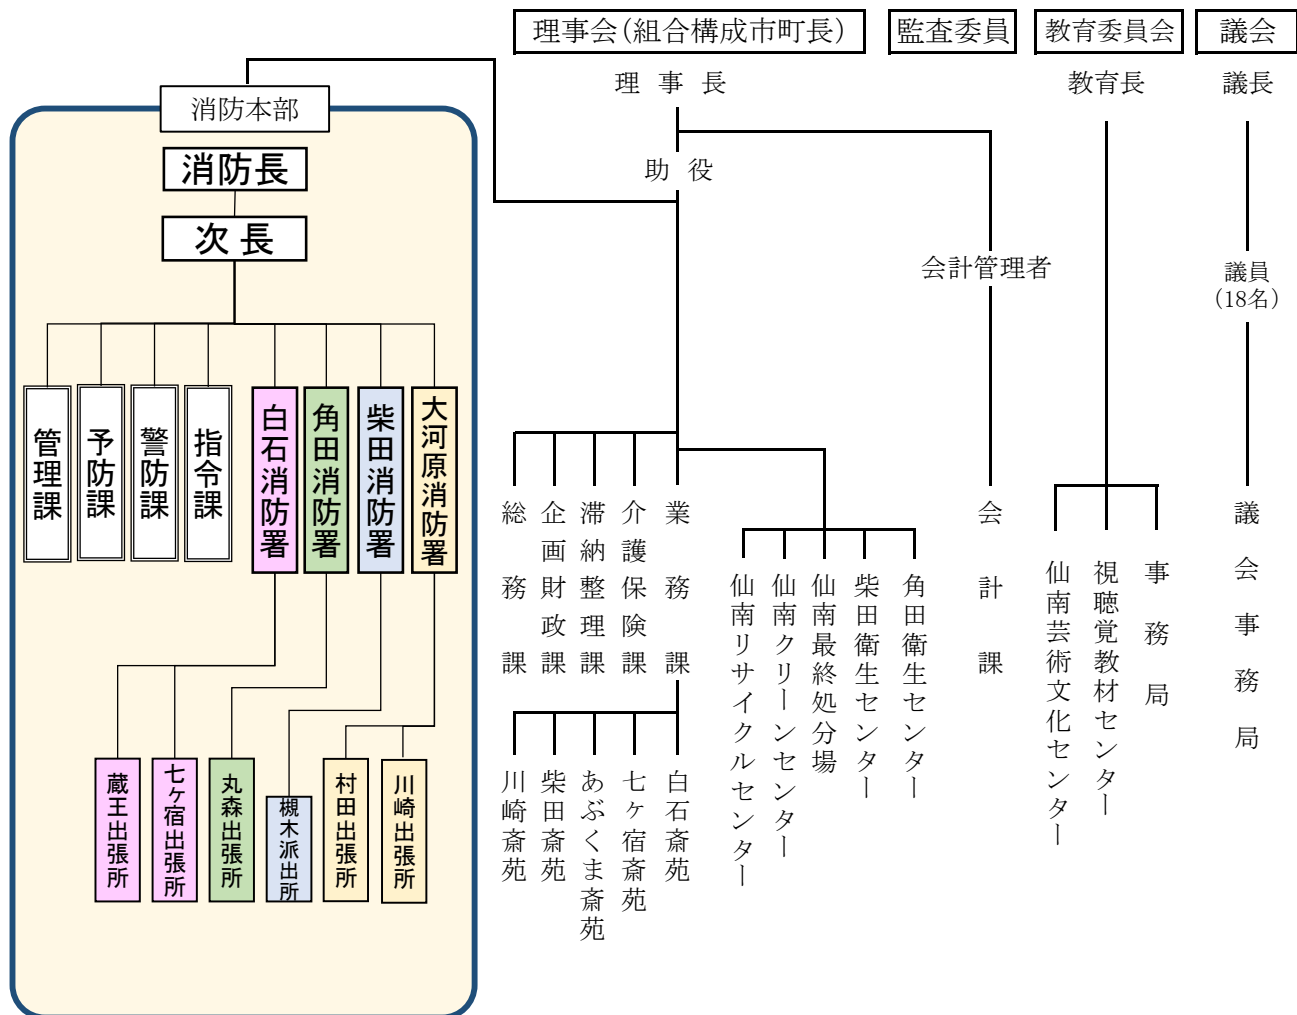 理事会(組合構成市町長)
監査委員
教育委員会
議会
理事長
教育長
議長
消防本部
消防長
次長
助役
会計管理者
議員
(18名)
管理課
予防課
警防課
指令課
白石消防署
角田消防署
柴田消防署
大河原消防署
総務課
企画財政課
滞納整理課
介護保険課
業務課
仙南リサイクルセンター
仙南クリーンセンター
仙南最終処分場
柴田衛生センター
角田衛生センター
会計課
仙南芸術文化センター
視聴覚教材センター
事務局
議会事務局
蔵王出張所
七ヶ宿出張所
丸森出張所
槻木派出所
村田出張所
川崎出張所
川崎斎苑
柴田斎苑
あぶくま斎苑
七ヶ宿斎苑
白石斎苑